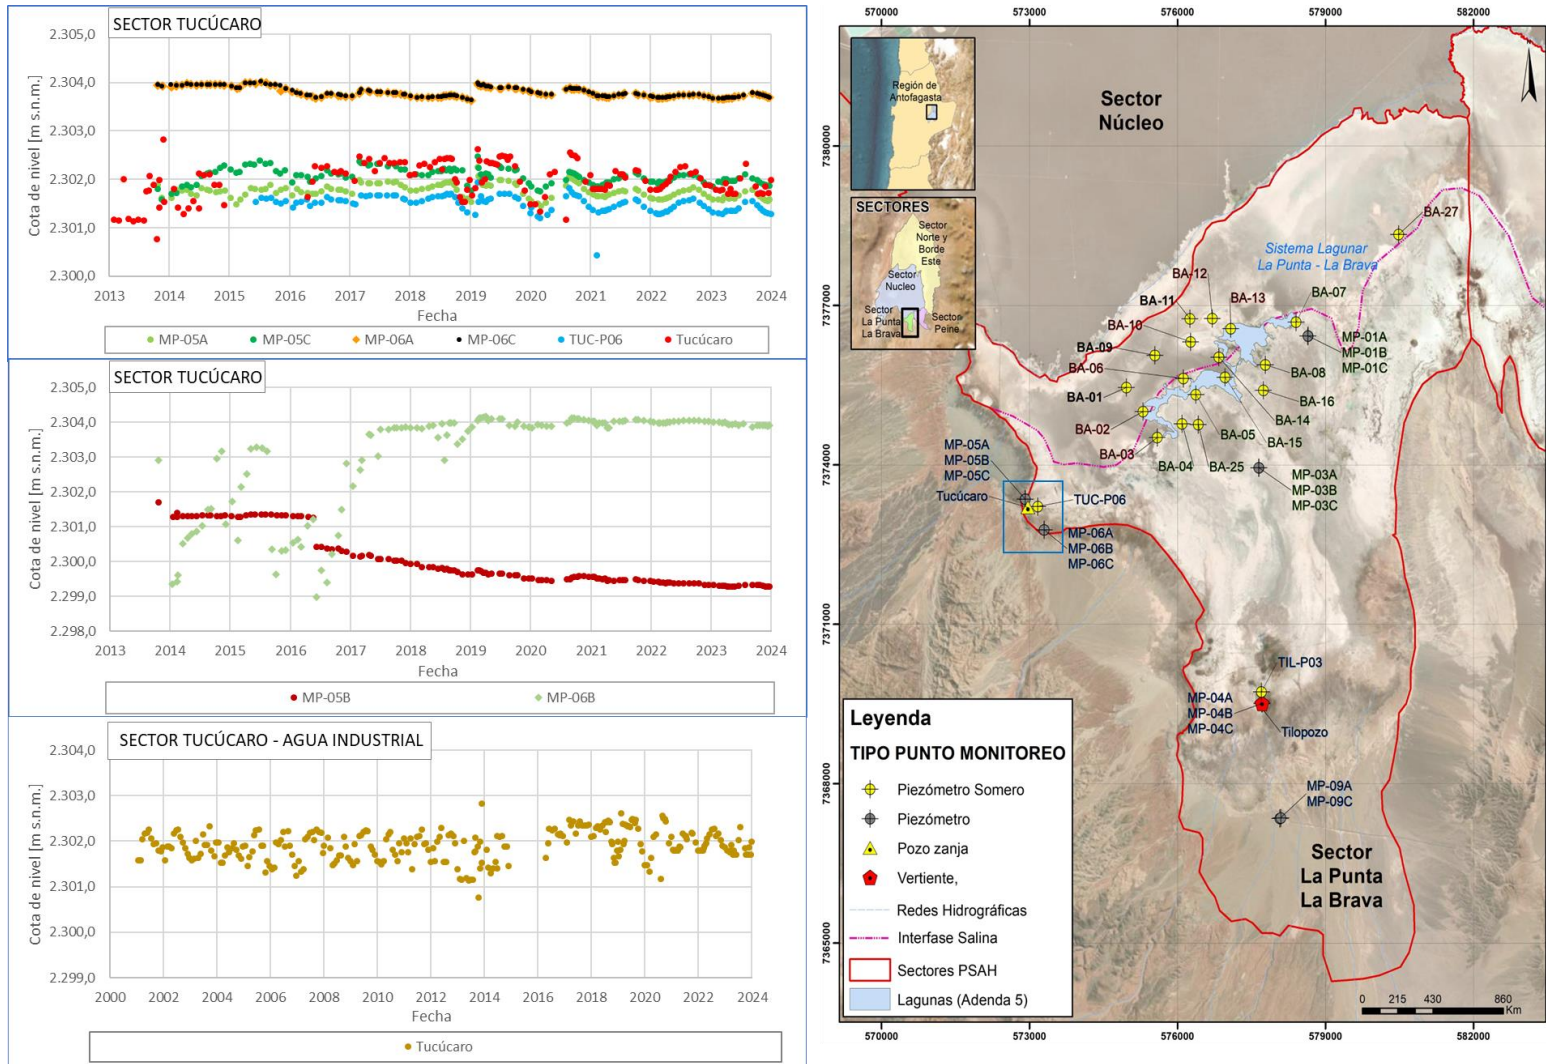 SECTOR TUCÚCARO
Cota de nivel [m s.n.m.]
2.305,0
2.304,0
2.303,0
2.302,0
2.301,0
2.300,0
2013 2014 2015 2016 2017 2018 2019 2020 2021 2022 2023 2024
Fecha
MP-05A MP-05C MP-06A MP-06C TUC-P06 Tucúcaro
SECTOR TUCÚCARO
Cota de nivel [m s.n.m.]
2.305,0
2.304,0
2.303,0
2.302,0
2.301,0
2.300,0
2.299,0
2.298,0
2013 2014 2015 2016 2017 2018 2019 2020 2021 2022 2023 2024
Fecha
MP-05B MP-06B
SECTOR TUCÚCARO - AGUA INDUSTRIAL
Cota de nivel [m s.n.m.]
2.304,0
2.303,0
2.302,0
2.301,0
2.300,0
2.299,0
2000 2002 2004 2006 2008 2010 2012 2014 2016 2018 2020 2022 2024
Fecha
Tucúcaro
570000 573000 576000 579000 582000
7380000
7377000
7374000
7371000
7368000
7365000
Región de
Antofagasta
SECTORES
Sector
Norte y
Borde
Este
Sector
Nucleo
Sector
La Punta
La Brava
Sector
Peine
Sector
Núcleo
N
BA-27
Sistema Lagunar
La Punta - La Brava
BA-12
BA-07
BA-11
BA-13
BA-10
MP-01A
MP-01B
MP-01C
BA-09
BA-06
BA-08
BA-01
BA-16
BA-14
BA-02
BA-05
BA-15
BA-03
BA-04
BA-25
MP-05A
MP-05B
MP-05C
MP-03A
MP-03B
MP-03C
Tucúcaro
TUC-P06
MP-06A
MP-06B
MP-06C
TIL-P03
MP-04A
MP-04B
MP-04C
Tilopozo
MP-09A
MP-09C
Sector
La Punta
La Brava
Leyenda
TIPO PUNTO MONITOREO
Piezómetro Somero
Piezómetro
Pozo zanja
Vertiente,
Redes Hidrográficas
Interfase Salina
Sectores PSAH
Lagunas (Adenda 5)
0 215 430 860
Km
570000 573000 576000 579000 582000